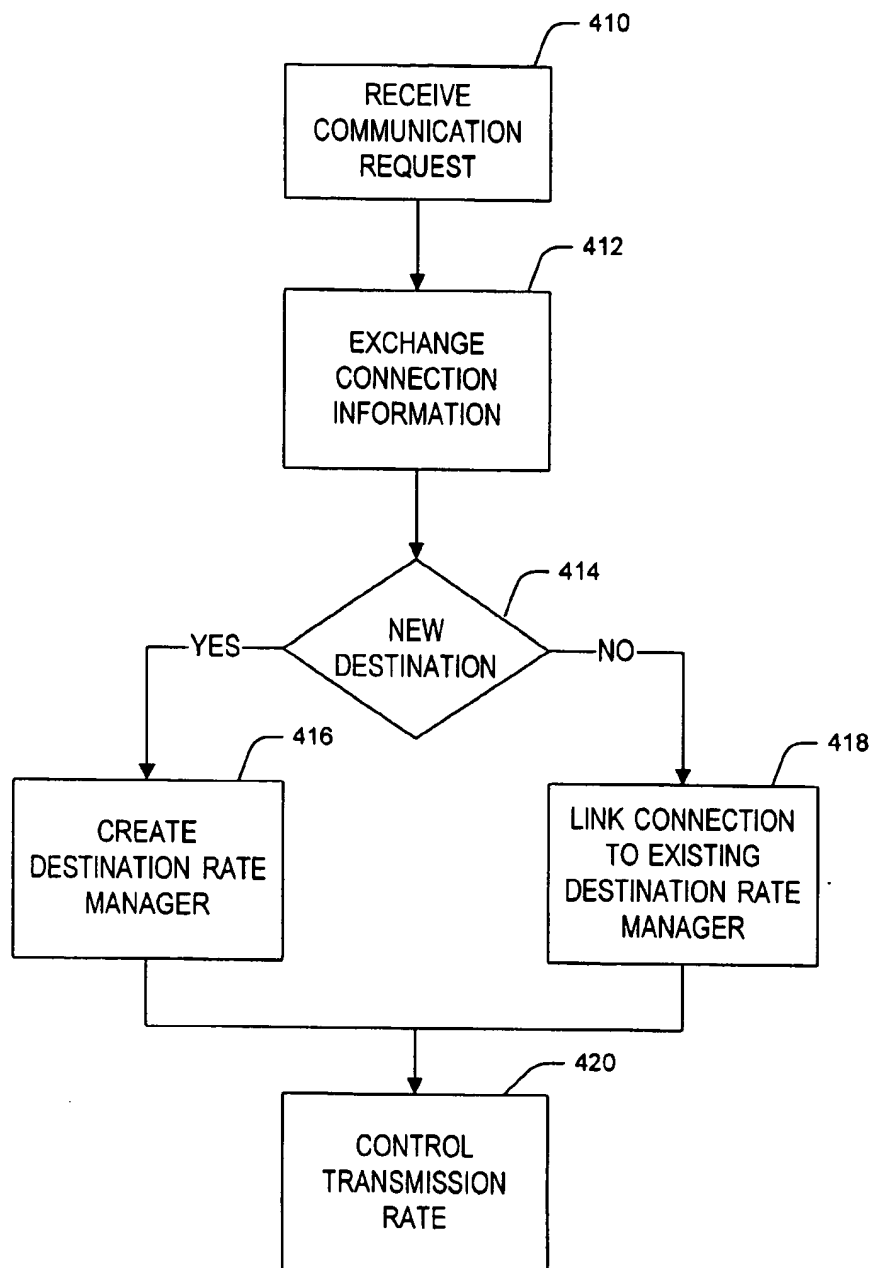 410
RECEIVE
COMMUNICATION
REQUEST
412
EXCHANGE
CONNECTION
INFORMATION
414
NEW
DESTINATION
YES
NO
416
CREATE
DESTINATION RATE
MANAGER
418
LINK CONNECTION
TO EXISTING
DESTINATION RATE
MANAGER
420
CONTROL
TRANSMISSION
RATE